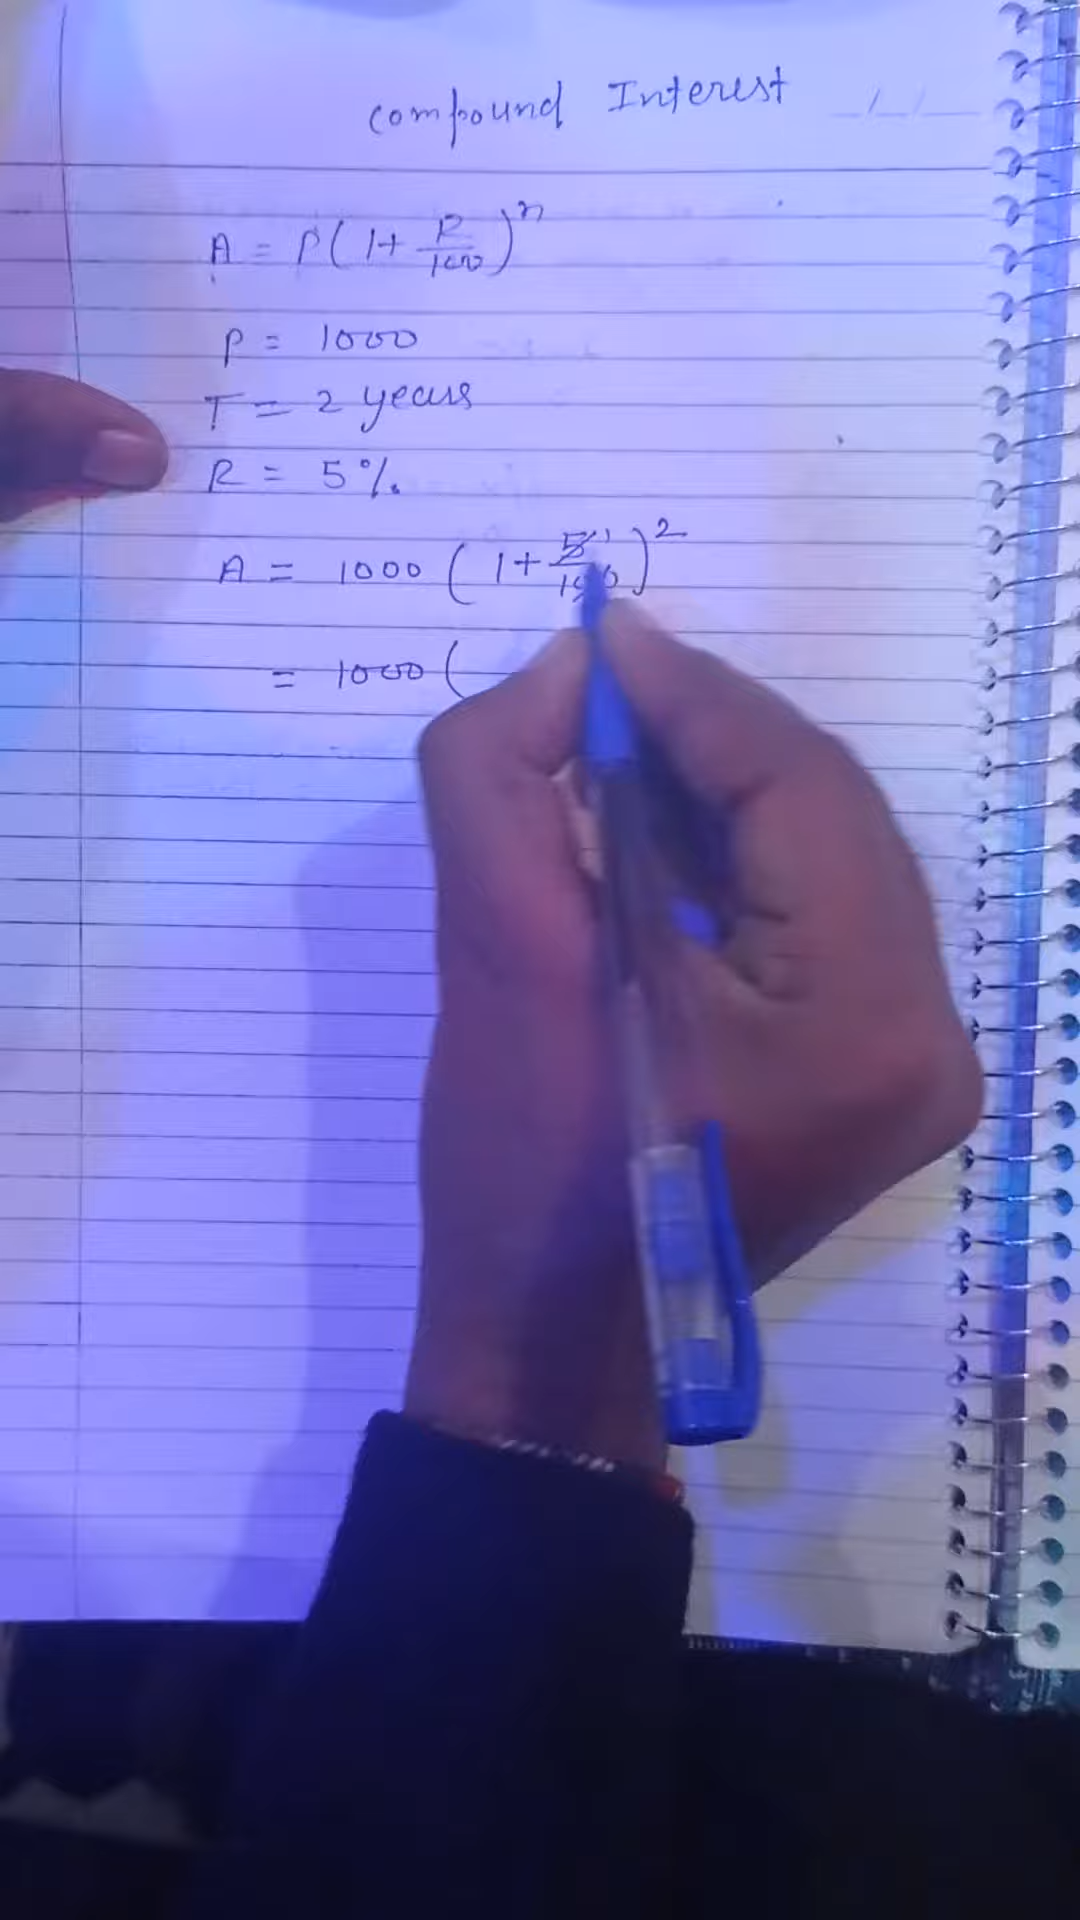 Compound Interest
A = P(1+R/100)^n
P = 1000
T = 2 years
R = 5%.
A = 1000 (1+5/100)^2
= 1000 (